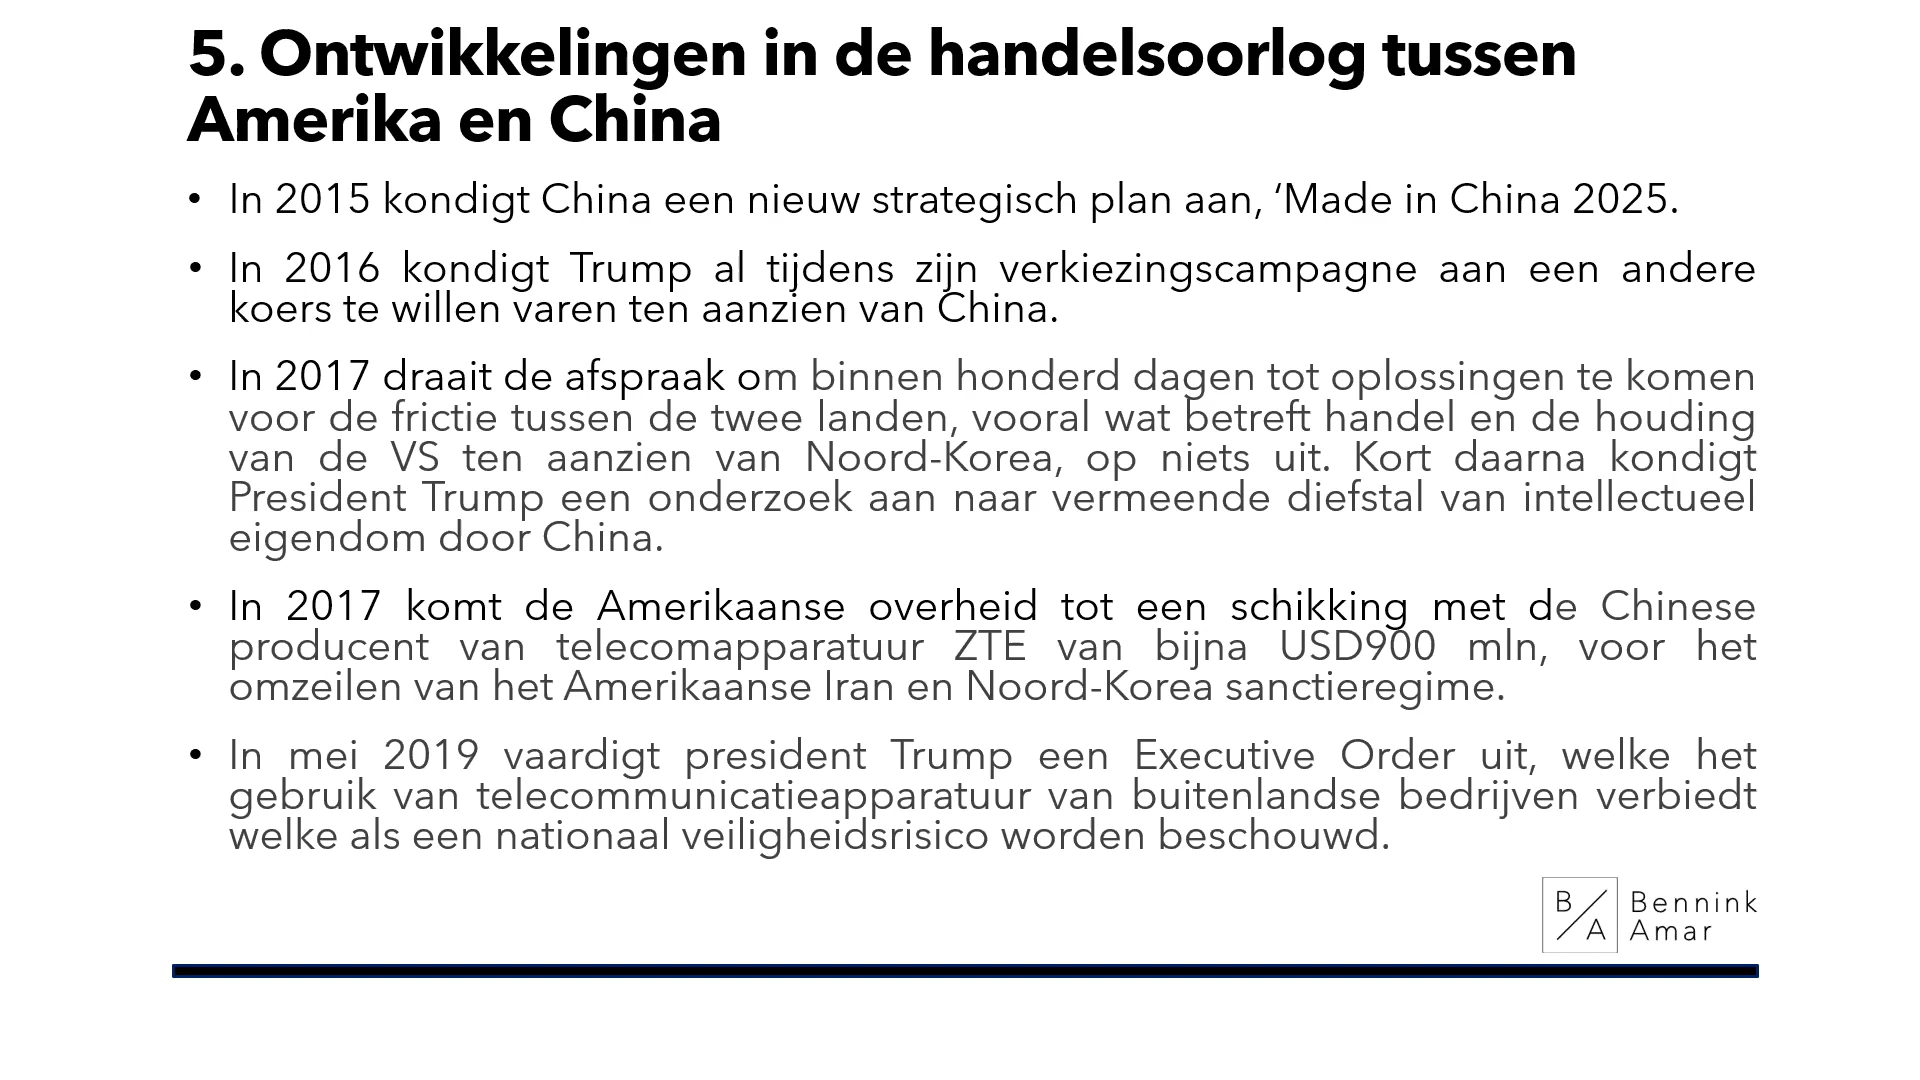 5. Ontwikkelingen in de handelsoorlog tussen
Amerika en China
• In 2015 kondigt China een nieuw strategisch plan aan, ‘Made in China 2025.
• In 2016 kondigt Trump al tijdens zijn verkiezingscampagne aan een andere
koers te willen varen ten aanzien van China.
• In 2017 draait de afspraak om binnen honderd dagen tot oplossingen te komen
voor de frictie tussen de twee landen, vooral wat betreft handel en de houding
van de VS ten aanzien van Noord-Korea, op niets uit. Kort daarna kondigt
President Trump een onderzoek aan naar vermeende diefstal van intellectueel
eigendom door China.
• In 2017 komt de Amerikaanse overheid tot een schikking met de Chinese
producent van telecomapparatuur ZTE van bijna USD900 mln, voor het
omzeilen van het Amerikaanse Iran en Noord-Korea sanctieregime.
• In mei 2019 vaardigt president Trump een Executive Order uit, welke het
gebruik van telecommunicatieapparatuur van buitenlandse bedrijven verbiedt
welke als een nationaal veiligheidsrisico worden beschouwd.
B/A
Bennink
Amar